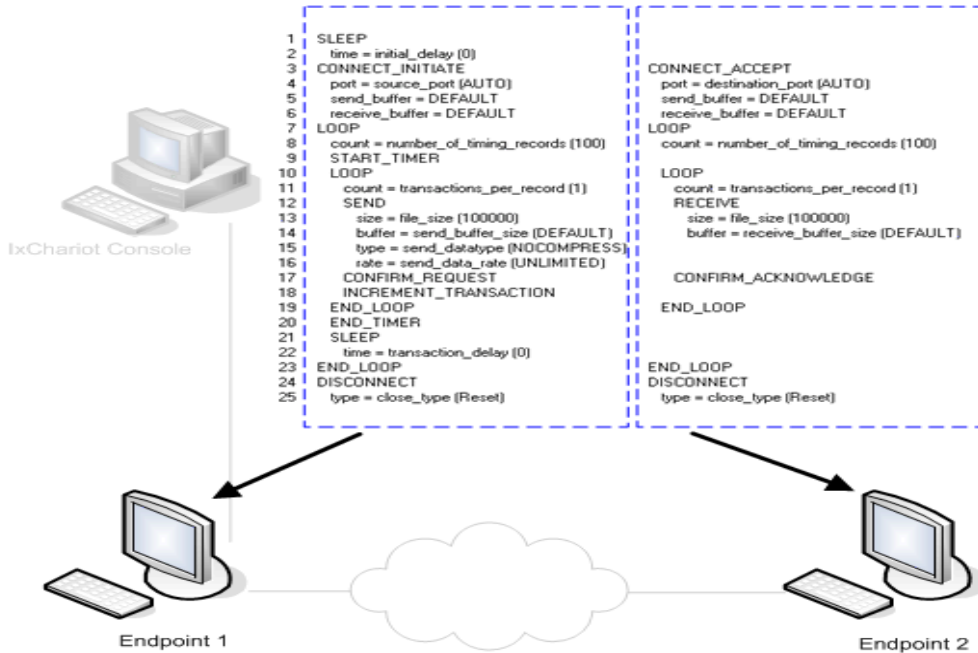 1 SLEEP
2 time = initial_delay (0)
3 CONNECT_INITIATE CONNECT_ACCEPT
4 port = source_port (AUTO) port = destination_port (AUTO)
5 send_buffer = DEFAULT send_buffer = DEFAULT
6 receive_buffer = DEFAULT receive_buffer = DEFAULT
7 LOOP LOOP
8 count = number_of_timing_records (100) count = number_of_timing_records (100)
9 START_TIMER
10 LOOP LOOP
11 count = transactions_per_record (1) count = transactions_per_record (1)
12 SEND RECEIVE
13 size = file_size (100000) size = file_size (100000)
14 buffer = send_buffer_size (DEFAULT) buffer = receive_buffer_size (DEFAULT)
15 type = send_datatype (NOCOMPRESS)
16 rate = send_data_rate (UNLIMITED)
17 CONFIRM_REQUEST CONFIRM_ACKNOWLEDGE
18 INCREMENT_TRANSACTION
19 END_LOOP END_LOOP
20 END_TIMER
21 SLEEP
22 time = transaction_delay (0)
23 END_LOOP END_LOOP
24 DISCONNECT DISCONNECT
25 type = close_type (Reset) type = close_type (Reset)
IxChariot Console
Endpoint 1
Endpoint 2